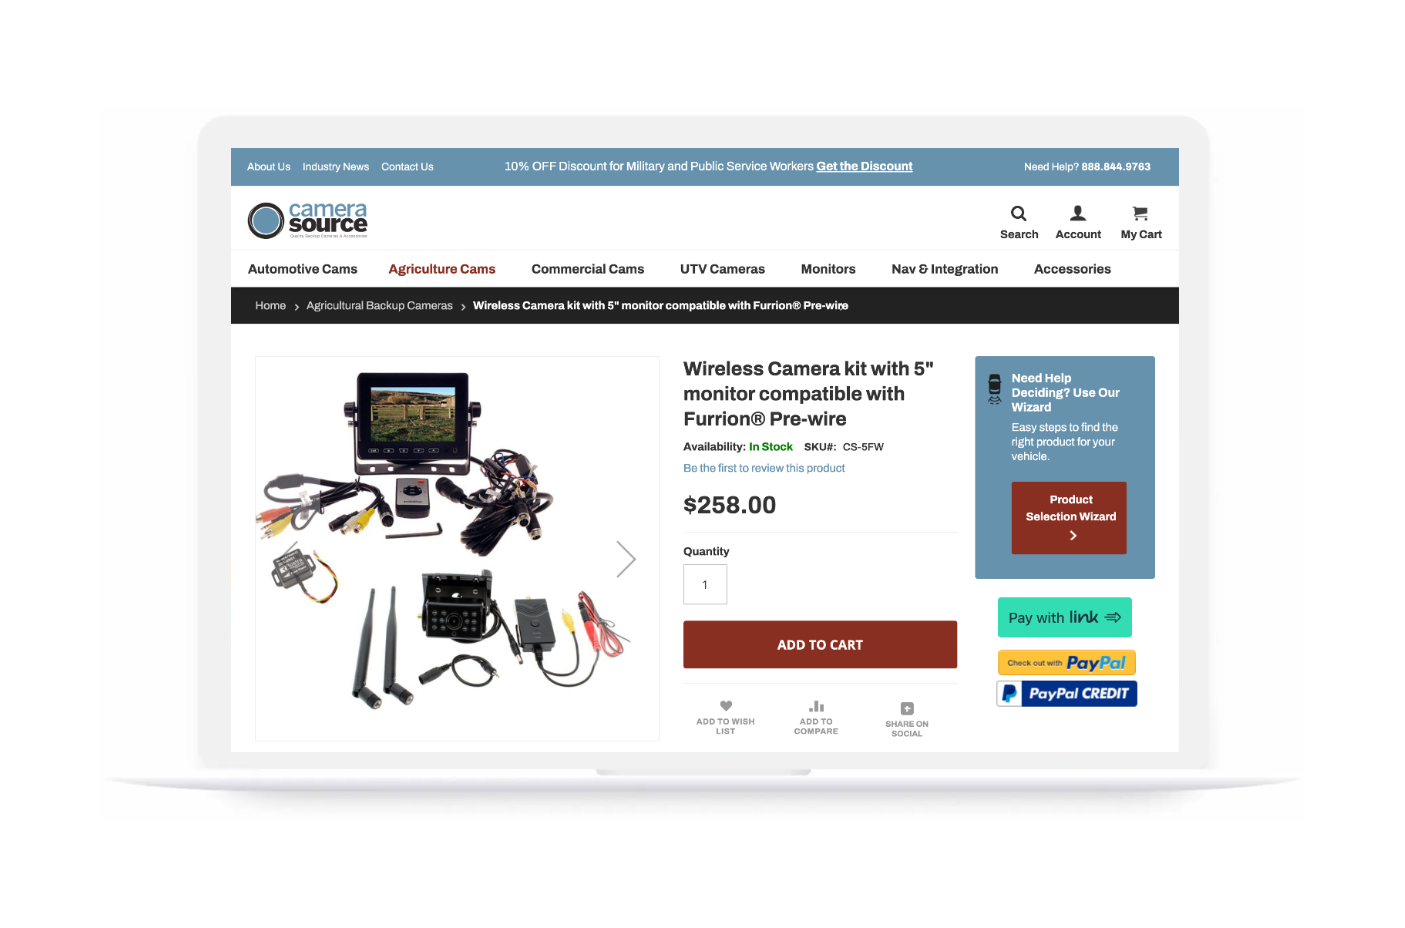 About Us Industry News Contact Us 10% OFF Discount for Military and Public Service Workers Get the Discount Need Help? 888.844.9763
camera
source
Quality Backup Cameras & Accessories
Search Account My Cart
Automotive Cams Agriculture Cams Commercial Cams UTV Cameras Monitors Nav & Integration Accessories
Home > Agricultural Backup Cameras > Wireless Camera kit with 5" monitor compatible with Furrion® Pre-wire
Wireless Camera kit with 5"
monitor compatible with
Furrion® Pre-wire
Availability: In Stock SKU#: CS-5FW
Be the first to review this product
$258.00
Quantity
1
ADD TO CART
ADD TO WISH
LIST
ADD TO
COMPARE
SHARE ON
SOCIAL
Need Help
Deciding? Use Our
Wizard
Easy steps to find the
right product for your
vehicle.
Product
Selection Wizard
Pay with link
Check out with PayPal
PayPal CREDIT